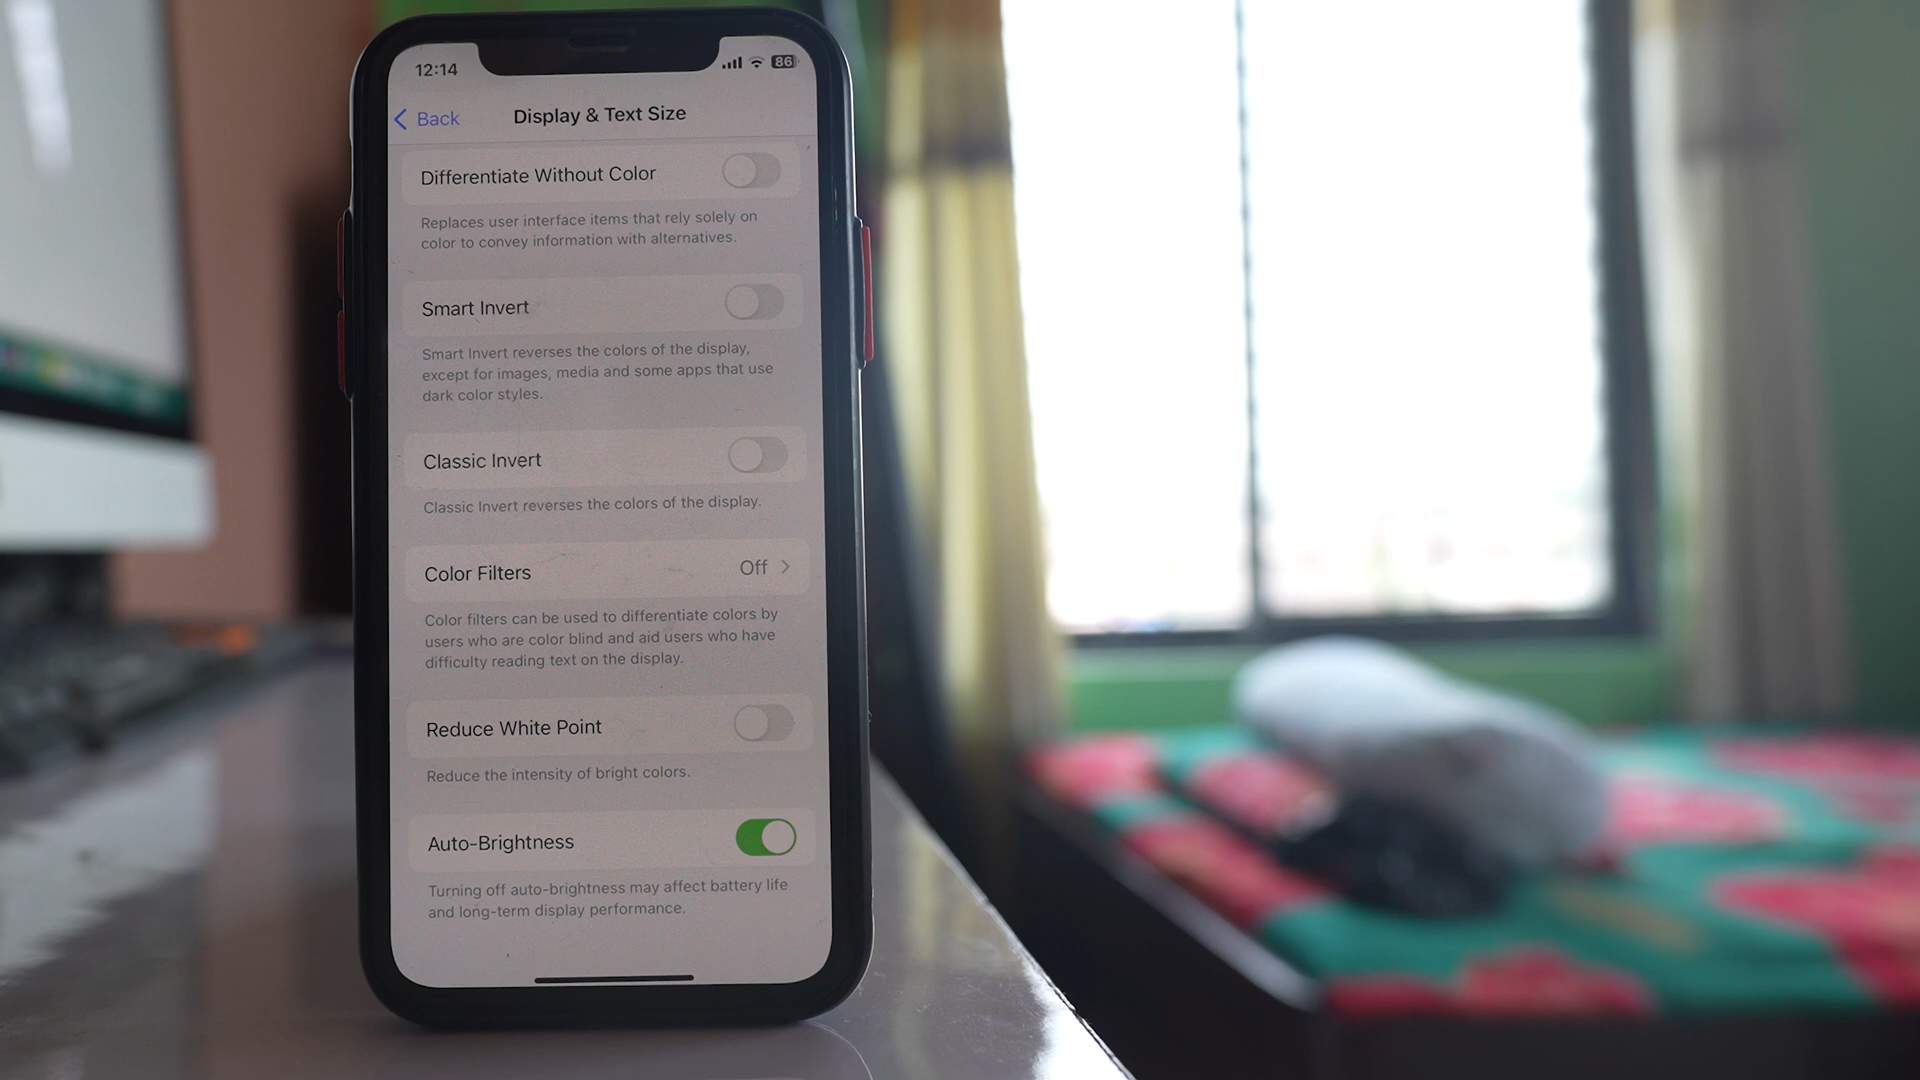 12:14
86
Back
Display & Text Size
Differentiate Without Color
Replaces user interface items that rely solely on
color to convey information with alternatives.
Smart Invert
Smart Invert reverses the colors of the display,
except for images, media and some apps that use
dark color styles.
Classic Invert
Classic Invert reverses the colors of the display.
Color Filters
Off
Color filters can be used to differentiate colors by
users who are color blind and aid users who have
difficulty reading text on the display.
Reduce White Point
Reduce the intensity of bright colors.
Auto-Brightness
Turning off auto-brightness may affect battery life
and long-term display performance.